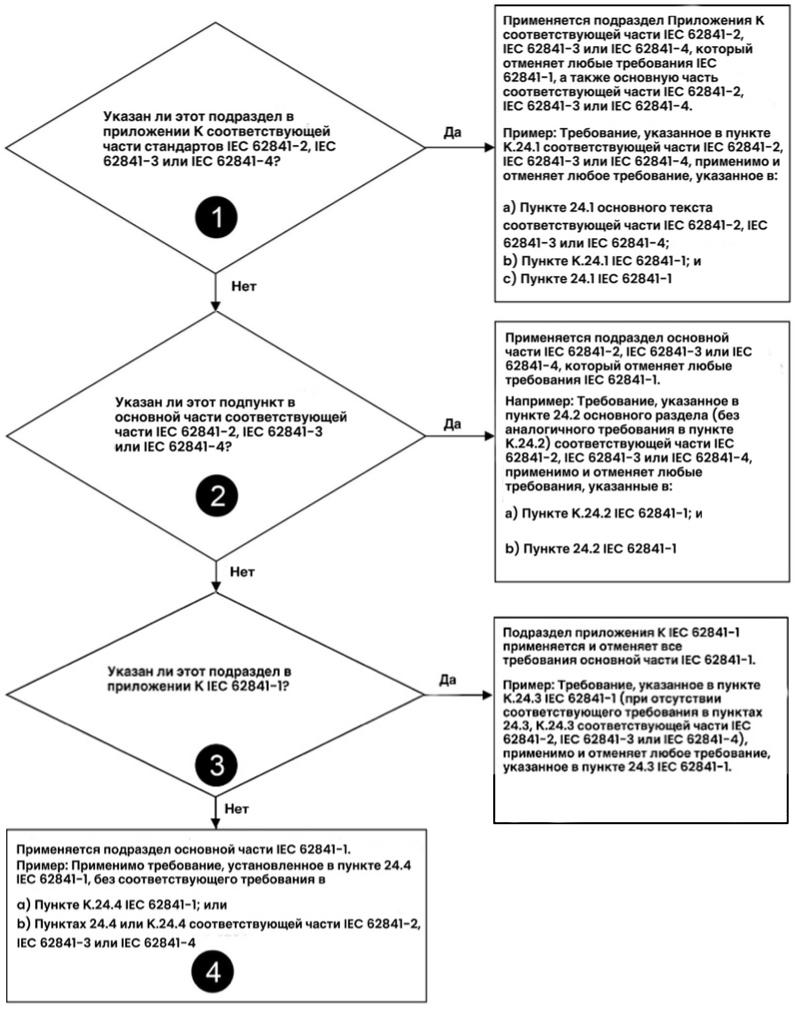 Указан ли этот подраздел в
приложении К соответствующей
части стандартов IEC 62841-2, IEC
62841-3 или IEC 62841-4?
1
Да
Применяется подраздел Приложения К
соответствующей части IEC 62841-2,
IEC 62841-3 или IEC 62841-4, который
отменяет любые требования IEC
62841-1, а также основную часть
соответствующей части IEC 62841-2,
IEC 62841-3 или IEC 62841-4.
Пример: Требование, указанное в пункте
К.24.1 соответствующей части IEC 62841-2,
IEC 62841-3 или IEC 62841-4, применимо и
отменяет любое требование, указанное в:
a) Пункте 24.1 основного текста
соответствующей части IEC 62841-2, IEC
62841-3 или IEC 62841-4;
b) Пункте К.24.1 IEC 62841-1; и
c) Пункте 24.1 IEC 62841-1
Нет
Указан ли этот подпункт в
основной части соответствующей
части IEC 62841-2, IEC 62841-3
или IEC 62841-4?
2
Да
Применяется подраздел основной
части IEC 62841-2, IEC 62841-3 или IEC
62841-4, который отменяет любые
требования IEC 62841-1.
Например: Требование, указанное в
пункте 24.2 основного раздела (без
аналогичного требования в пункте
К.24.2) соответствующей части IEC
62841-2, IEC 62841-3 или IEC 62841-4,
применимо и отменяет любые
требования, указанные в:
a) Пункте К.24.2 IEC 62841-1; и
b) Пункте 24.2 IEC 62841-1
Нет
Указан ли этот подраздел в
приложении К IEC 62841-1?
3
Да
Подраздел приложения К IEC 62841-1
применяется и отменяет все
требования основной части IEC 62841-1.
Пример: Требование, указанное в пункте
К.24.3 IEC 62841-1 (при отсутствии
соответствующего требования в пунктах
24.3, К.24.3 соответствующей части IEC
62841-2, IEC 62841-3 или IEC 62841-4),
применимо и отменяет любое требование,
указанное в пункте 24.3 IEC 62841-1.
Нет
Применяется подраздел основной части IEC 62841-1.
Пример: Применимо требование, установленное в пункте 24.4
IEC 62841-1, без соответствующего требования в
a) Пункте К.24.4 IEC 62841-1; или
b) Пунктах 24.4 или К.24.4 соответствующей части IEC 62841-2,
IEC 62841-3 или IEC 62841-4
4